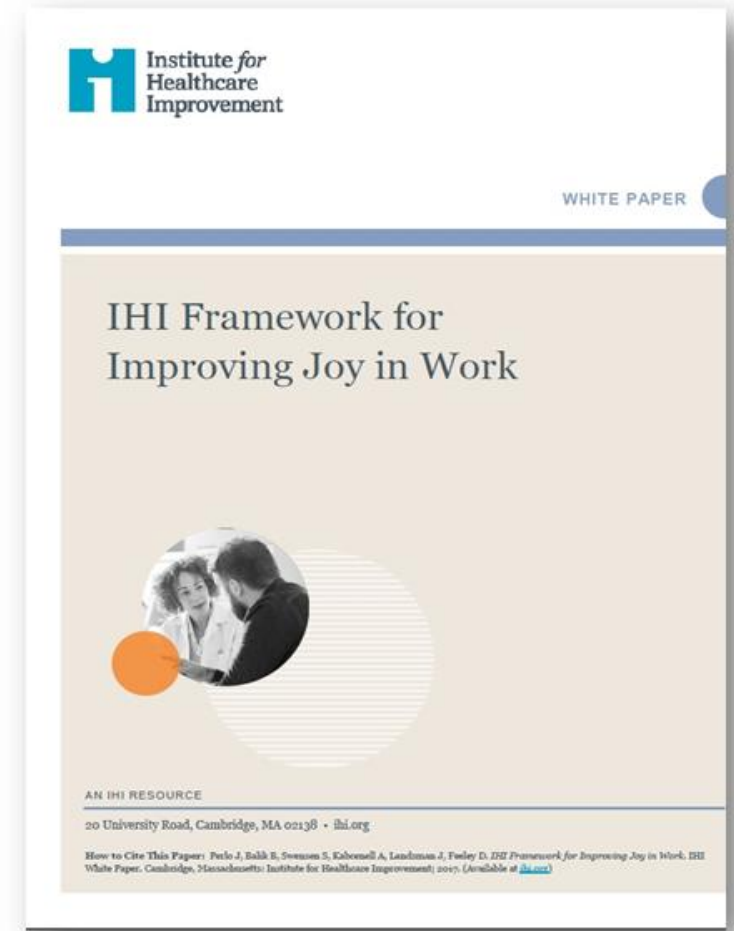 Institute for
Healthcare
Improvement
WHITE PAPER
IHI Framework for
Improving Joy in Work
AN IHI RESOURCE
20 University Road, Cambridge, MA 02138 • ihi.org
How to Cite This Paper: Perlo J, Balik B, Swensen S, Kabcenell A, Landsman J, Feeley D. IHI Framework for Improving Joy in Work. IHI
White Paper. Cambridge, Massachusetts: Institute for Healthcare Improvement; 2017. (Available at ihi.org)